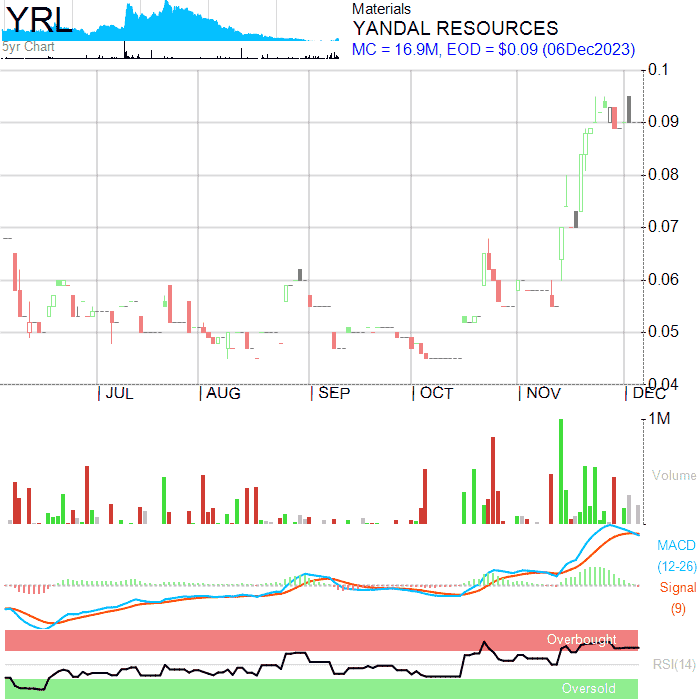 YRL
5yr Chart
Materials
YANDAL RESOURCES
MC = 16.9M, EOD = $0.09 (06Dec2023)
0.1
0.09
0.08
0.07
0.06
0.05
0.04
JUL AUG SEP OCT NOV DEC
1M
Volume
MACD
(12-26)
Signal
(9)
Overbought
RSI(14)
Oversold